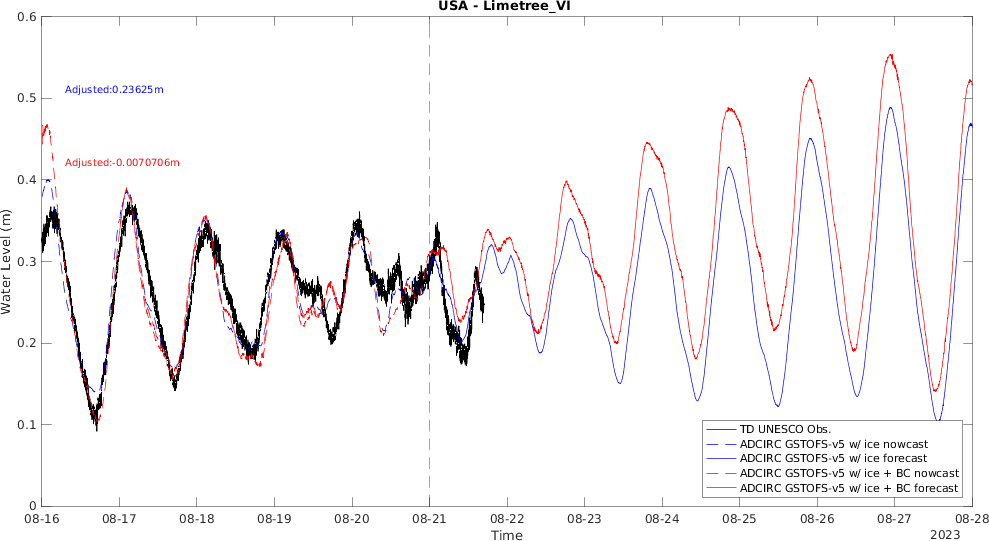 USA - Limetree_VI
0.6
0.5
0.4
0.3
0.2
0.1
0
Water Level (m)
Adjusted:0.23625m
Adjusted:-0.0070706m
TD UNESCO Obs.
ADCIRC GSTOFS-v5 w/ ice nowcast
ADCIRC GSTOFS-v5 w/ ice forecast
ADCIRC GSTOFS-v5 w/ ice + BC nowcast
ADCIRC GSTOFS-v5 w/ ice + BC forecast
08-16 08-17 08-18 08-19 08-20 08-21 08-22 08-23 08-24 08-25 08-26 08-27 08-28
Time
2023